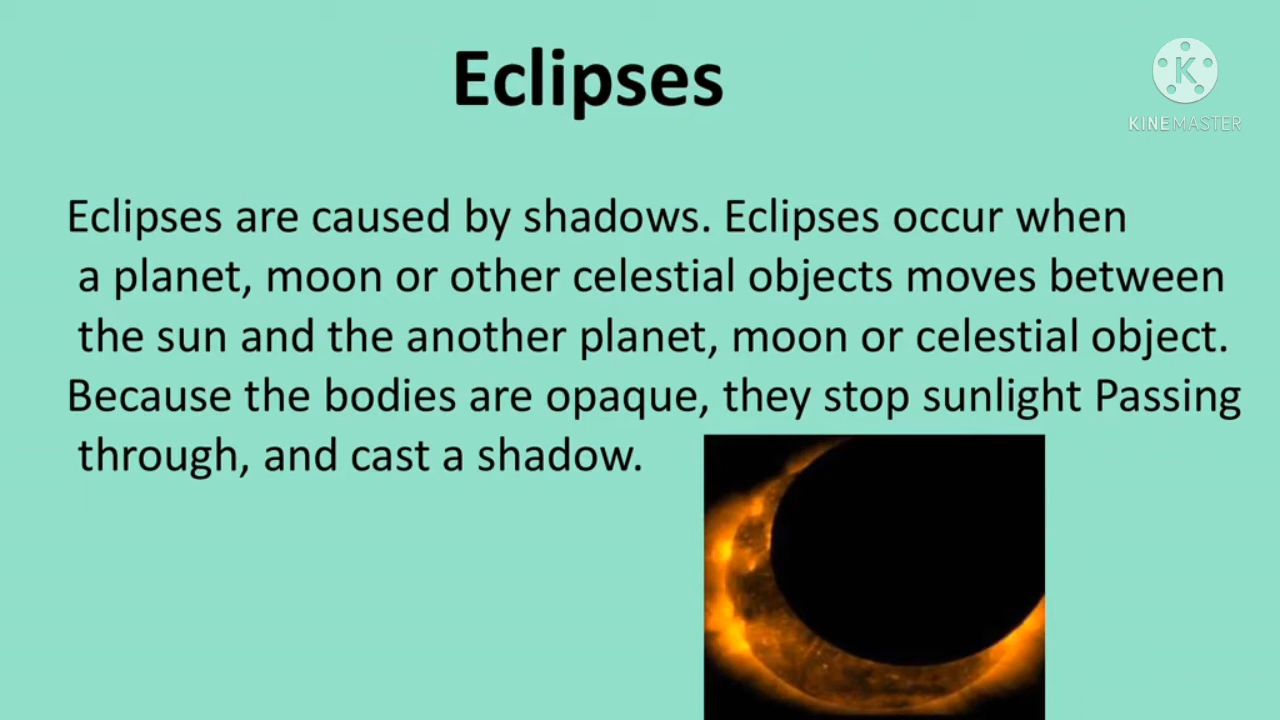 Eclipses
K
KINEMASTER
Eclipses are caused by shadows. Eclipses occur when
a planet, moon or other celestial objects moves between
the sun and the another planet, moon or celestial object.
Because the bodies are opaque, they stop sunlight Passing
through, and cast a shadow.